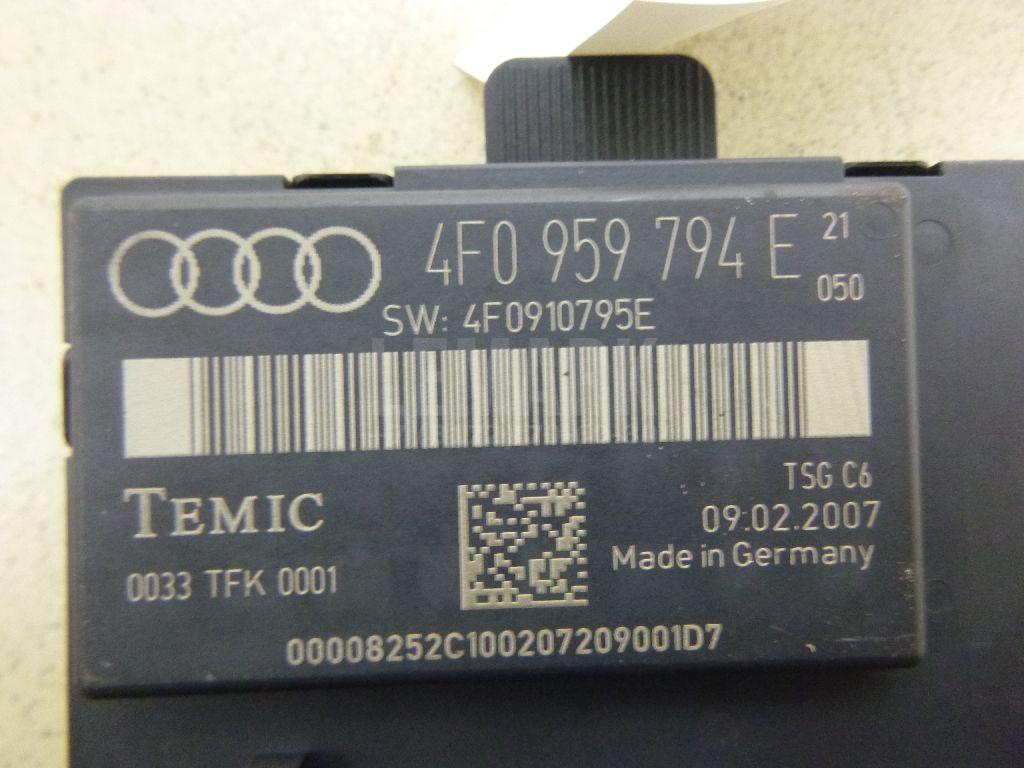 4F0 959 794 E 21
050
SW: 4F0910795E
LEMARK
TEMIC
TSG C6
09.02.2007
0033 TFK 0001
Made in Germany
00008252C100207209001D7